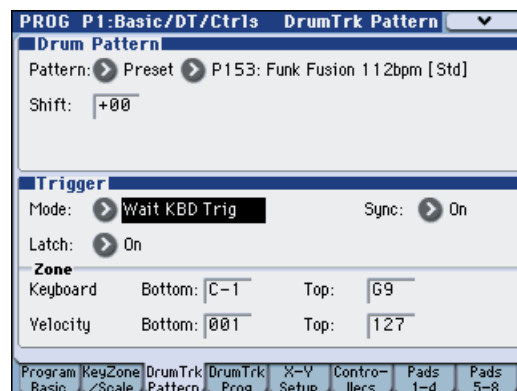 PROG P1:Basic/DT/Ctrls DrumTrk Pattern
Drum Pattern
Pattern: Preset P153: Funk Fusion 112bpm [Std]
Shift: +00
Trigger
Mode: Wait KBD Trig Sync: On
Latch: On
Zone
Keyboard Bottom: C-1 Top: G9
Velocity Bottom: 001 Top: 127
Program KeyZone DrumTrk DrumTrk X-Y Contro- Pads Pads
Basic /Scale Pattern Prog Setup llers 1-4 5-8